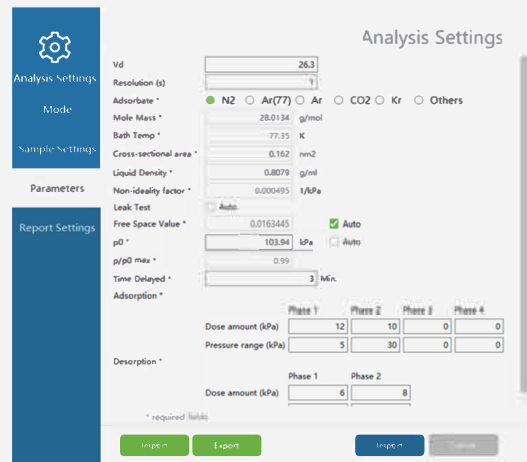 Analysis Settings
Analysis Settings
Mode
Sample Settings
Parameters
Report Settings
Vd 26.3
Resolution (s) 1
Adsorbate * N2 Ar(77) Ar CO2 Kr Others
Mole Mass * 28.0134 g/mol
Bath Temp * 77.35 K
Cross-sectional area * 0.162 nm2
Liquid Density * 0.8079 g/ml
Non-ideality factor * 0.000495 1/kPa
Leak Test Auto
Free Space Value * 0.0163445 Auto
p0 * 103.94 kPa Auto
p/p0 max * 0.99
Time Delayed * 3 Min.
Adsorption *
Phase 1 Phase 2 Phase 3 Phase 4
Dose amount (kPa) 12 10 0 0
Pressure range (kPa) 5 30 0 0
Desorption *
Phase 1 Phase 2
Dose amount (kPa) 6 8
* required fields
Export